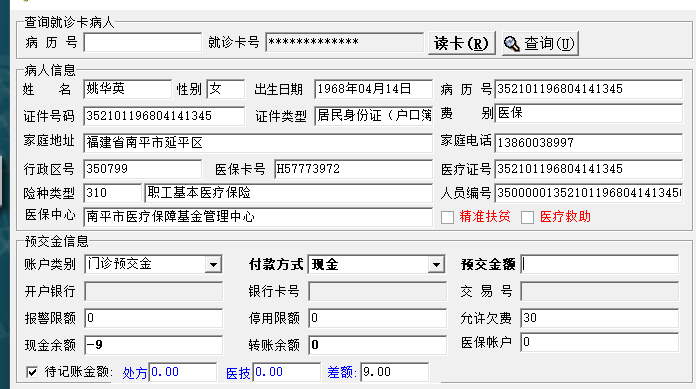 查询就诊卡病人
病 历 号 就诊卡号 ************* 读卡(R) 查询(U)
病人信息
姓 名 姚华英 性别 女 出生日期 1968年04月14日 病 历 号 352101196804141345
证件号码 352101196804141345 证件类型 居民身份证（户口簿 费 别 医保
家庭地址 福建省南平市延平区 家庭电话 13860038997
行政区号 350799 医保卡号 H57773972 医疗证号 352101196804141345
险种类型 310 职工基本医疗保险 人员编号 35000001352101196804141345
医保中心 南平市医疗保障基金管理中心 精准扶贫 医疗救助
预交金信息
账户类别 门诊预交金 付款方式 现金 预交金额
开户银行 银行卡号 交 易 号
报警限额 0 停用限额 0 允许欠费 30
现金余额 -9 转账余额 0 医保帐户 0
待记账金额: 处方 0.00 医技 0.00 差额: 9.00